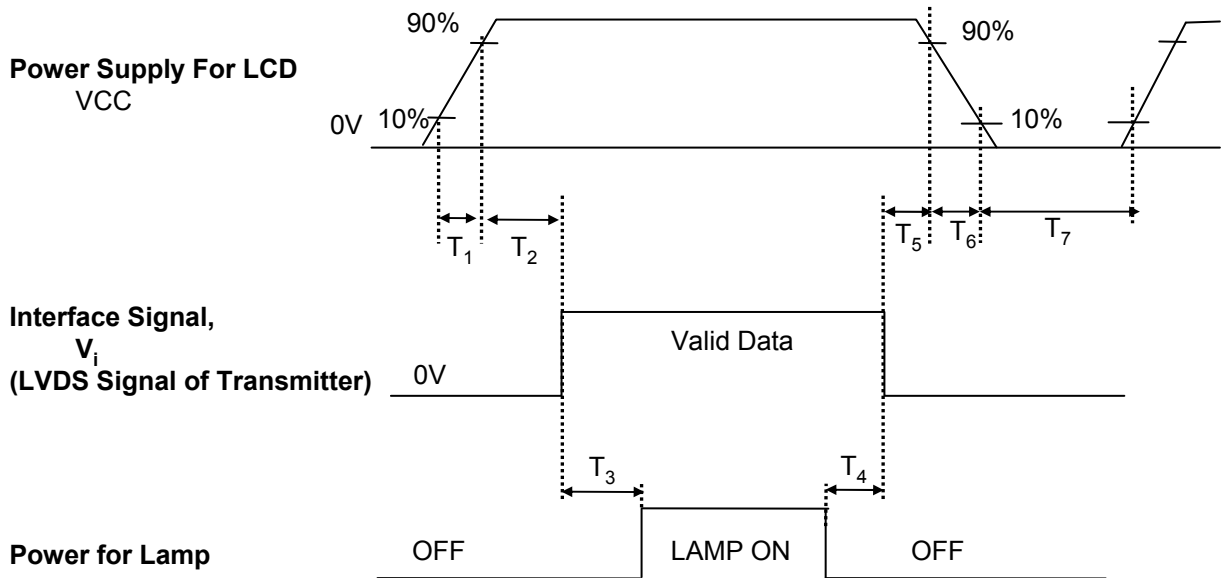 90%
90%
Power Supply For LCD
VCC
0V
10%
10%
T1
T2
T5
T6
T7
Interface Signal,
Vi
(LVDS Signal of Transmitter)
0V
Valid Data
T3
T4
Power for Lamp
OFF
LAMP ON
OFF